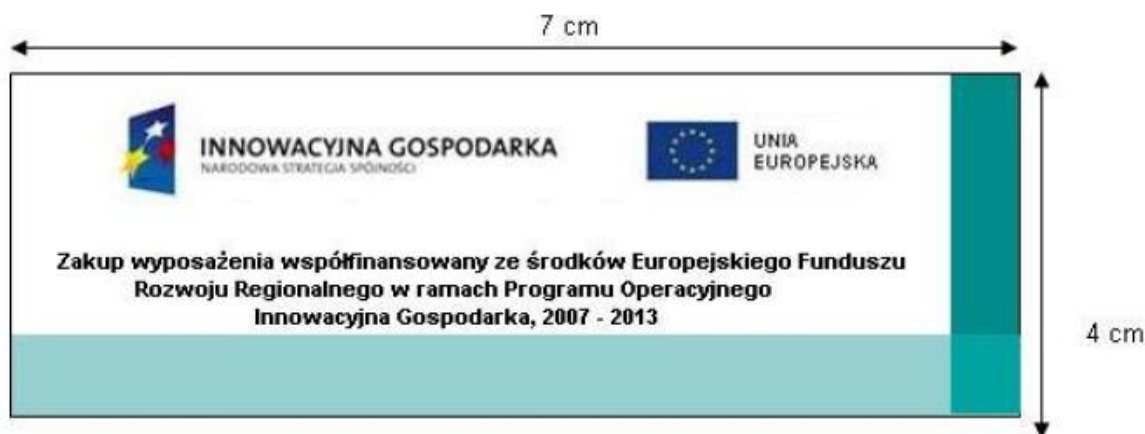 7 cm
INNOWACYJNA GOSPODARKA
NARODOWA STRATEGIA SPÓJNOŚCI
UNIA
EUROPEJSKA
Zakup wyposażenia współfinansowany ze środków Europejskiego Funduszu
Rozwoju Regionalnego w ramach Programu Operacyjnego
Innowacyjna Gospodarka, 2007 - 2013
4 cm